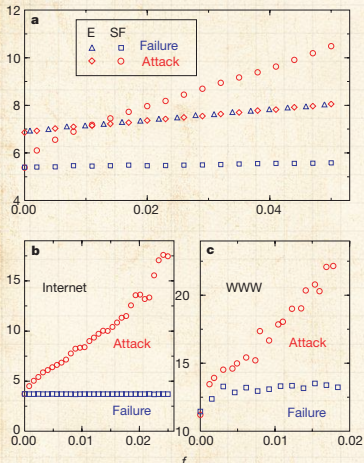 12
a
E SF
Failure
Attack
10
8
6
4
0.00 0.02 0.04
b
Internet
15
10
5
0
Attack
Failure
0.00 0.01 0.02
c
WWW
20
15
10
Attack
Failure
0.00 0.01 0.02
f